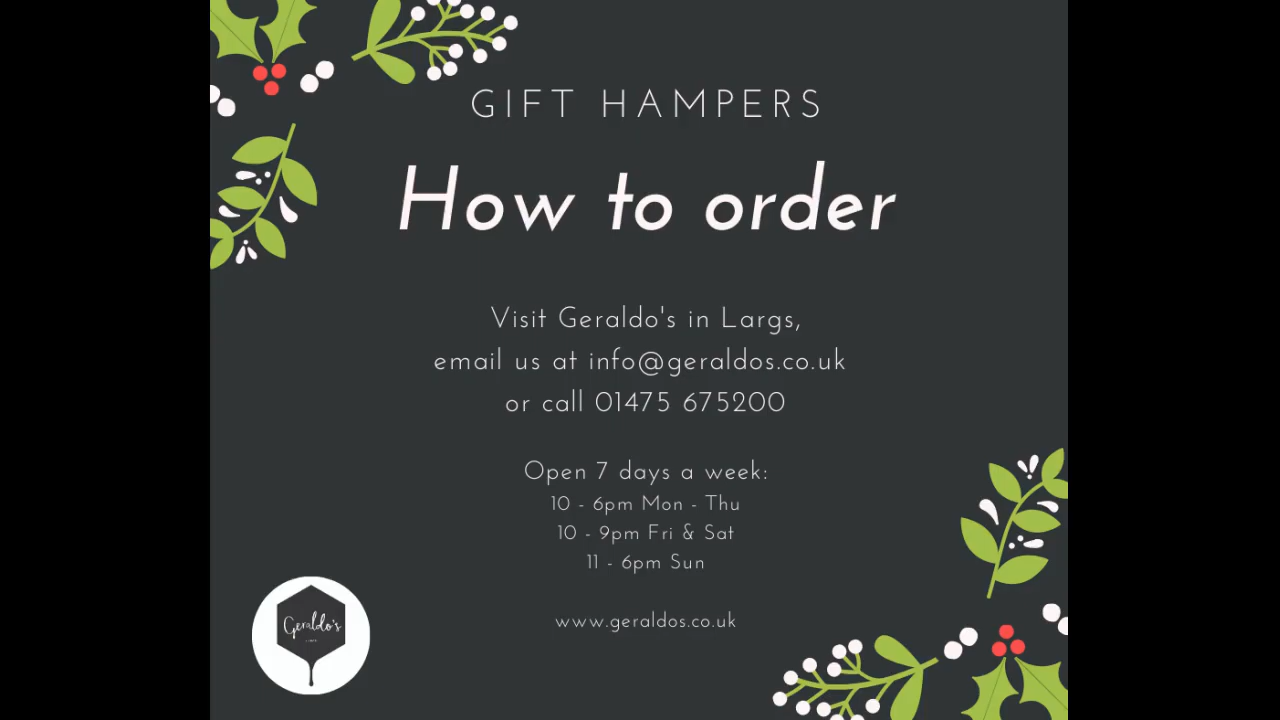 GIFT HAMPERS
How to order
Visit Geraldo's in Largs,
email us at info@geraldos.co.uk
or call 01475 675200
Open 7 days a week:
10 - 6pm Mon - Thu
10 - 9pm Fri & Sat
11 - 6pm Sun
www.geraldos.co.uk
Geraldo's